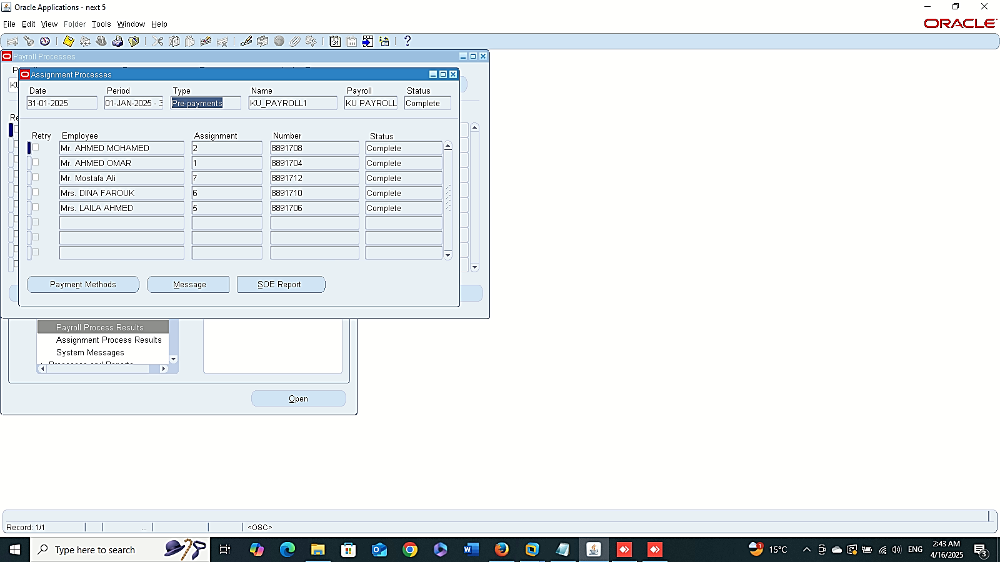 Oracle Applications - next 5
File Edit View Folder Tools Window Help
ORACLE
Payroll Processes
Assignment Processes
Date Period Type Name Payroll Status
31-01-2025 01-JAN-2025 - 3 Pre-payments KU_PAYROLL1 KU PAYROLL Complete
Retry Employee Assignment Number Status
Mr. AHMED MOHAMED 2 8891708 Complete
Mr. AHMED OMAR 1 8891704 Complete
Mr. Mostafa Ali 7 8891712 Complete
Mrs. DINA FAROUK 6 8891710 Complete
Mrs. LAILA AHMED 5 8891706 Complete
Payment Methods Message SOE Report
Payroll Process Results
Assignment Process Results
System Messages
Processes and Reports
Open
Record: 1/1 ... <OSC>
Type here to search
15°C
ENG
2:43 AM
4/16/2025
3